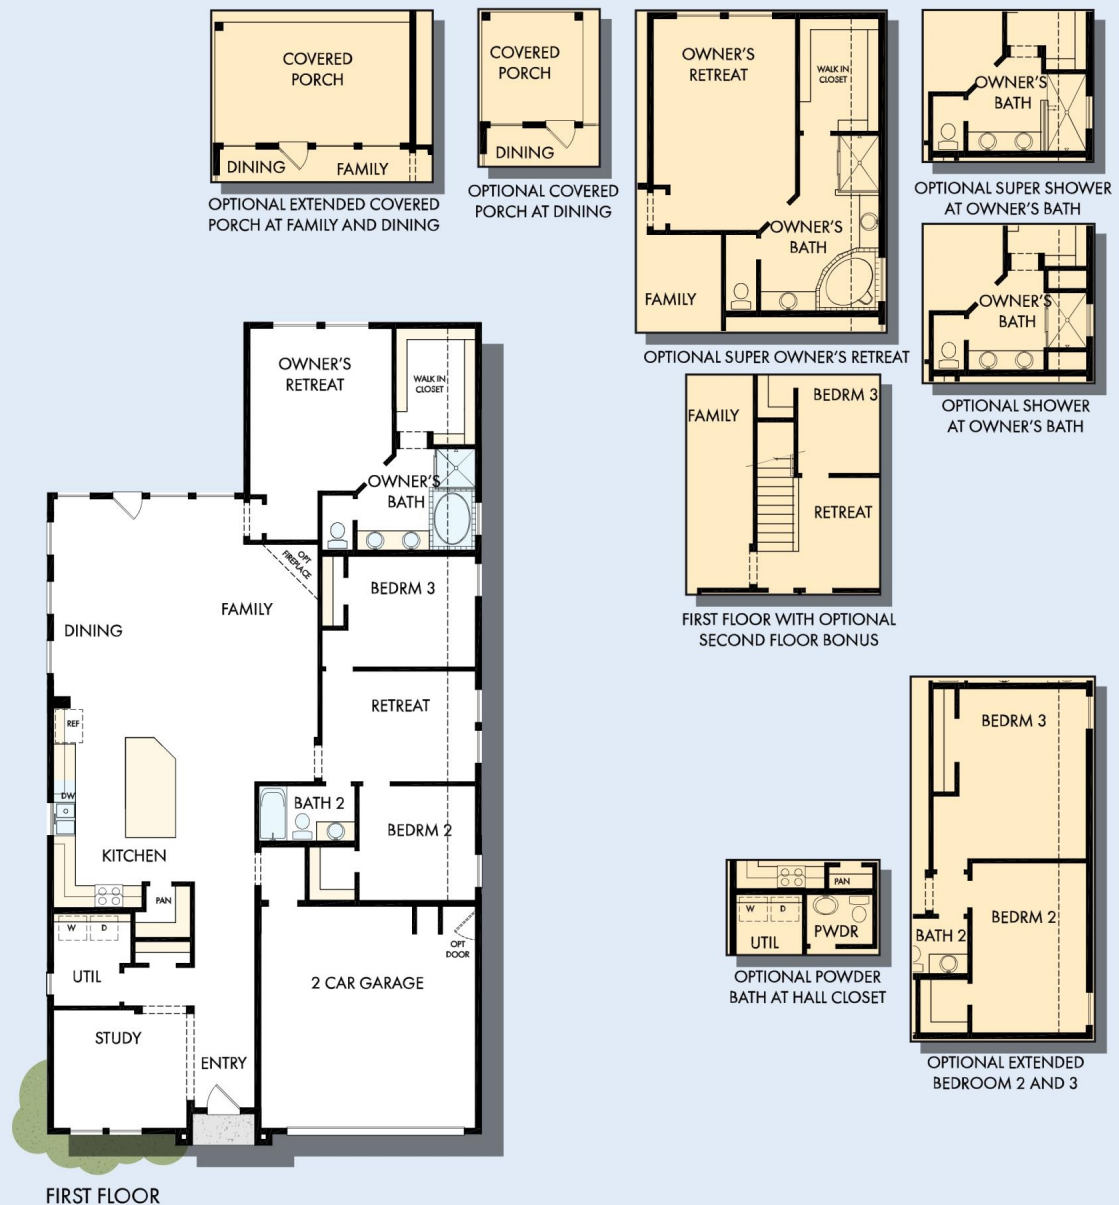 COVERED
PORCH
DINING
FAMILY
OPTIONAL EXTENDED COVERED
PORCH AT FAMILY AND DINING
COVERED
PORCH
DINING
OPTIONAL COVERED
PORCH AT DINING
OWNER'S
RETREAT
WALK IN
CLOSET
OWNER'S
BATH
FAMILY
OPTIONAL SUPER OWNER'S RETREAT
OWNER'S
BATH
OPTIONAL SUPER SHOWER
AT OWNER'S BATH
OWNER'S
BATH
OPTIONAL SHOWER
AT OWNER'S BATH
FAMILY
BEDRM 3
RETREAT
FIRST FLOOR WITH OPTIONAL
SECOND FLOOR BONUS
OWNER'S
RETREAT
WALK IN
CLOSET
OWNER'S
BATH
OPT
FIREPLACE
BEDRM 3
FAMILY
DINING
RETREAT
REF
DW
BATH 2
BEDRM 2
KITCHEN
PAN
W
D
UTIL
OPT
DOOR
2 CAR GARAGE
STUDY
ENTRY
FIRST FLOOR
PAN
W
D
UTIL
PWDR
OPTIONAL POWDER
BATH AT HALL CLOSET
BEDRM 3
BEDRM 2
BATH 2
OPTIONAL EXTENDED
BEDROOM 2 AND 3